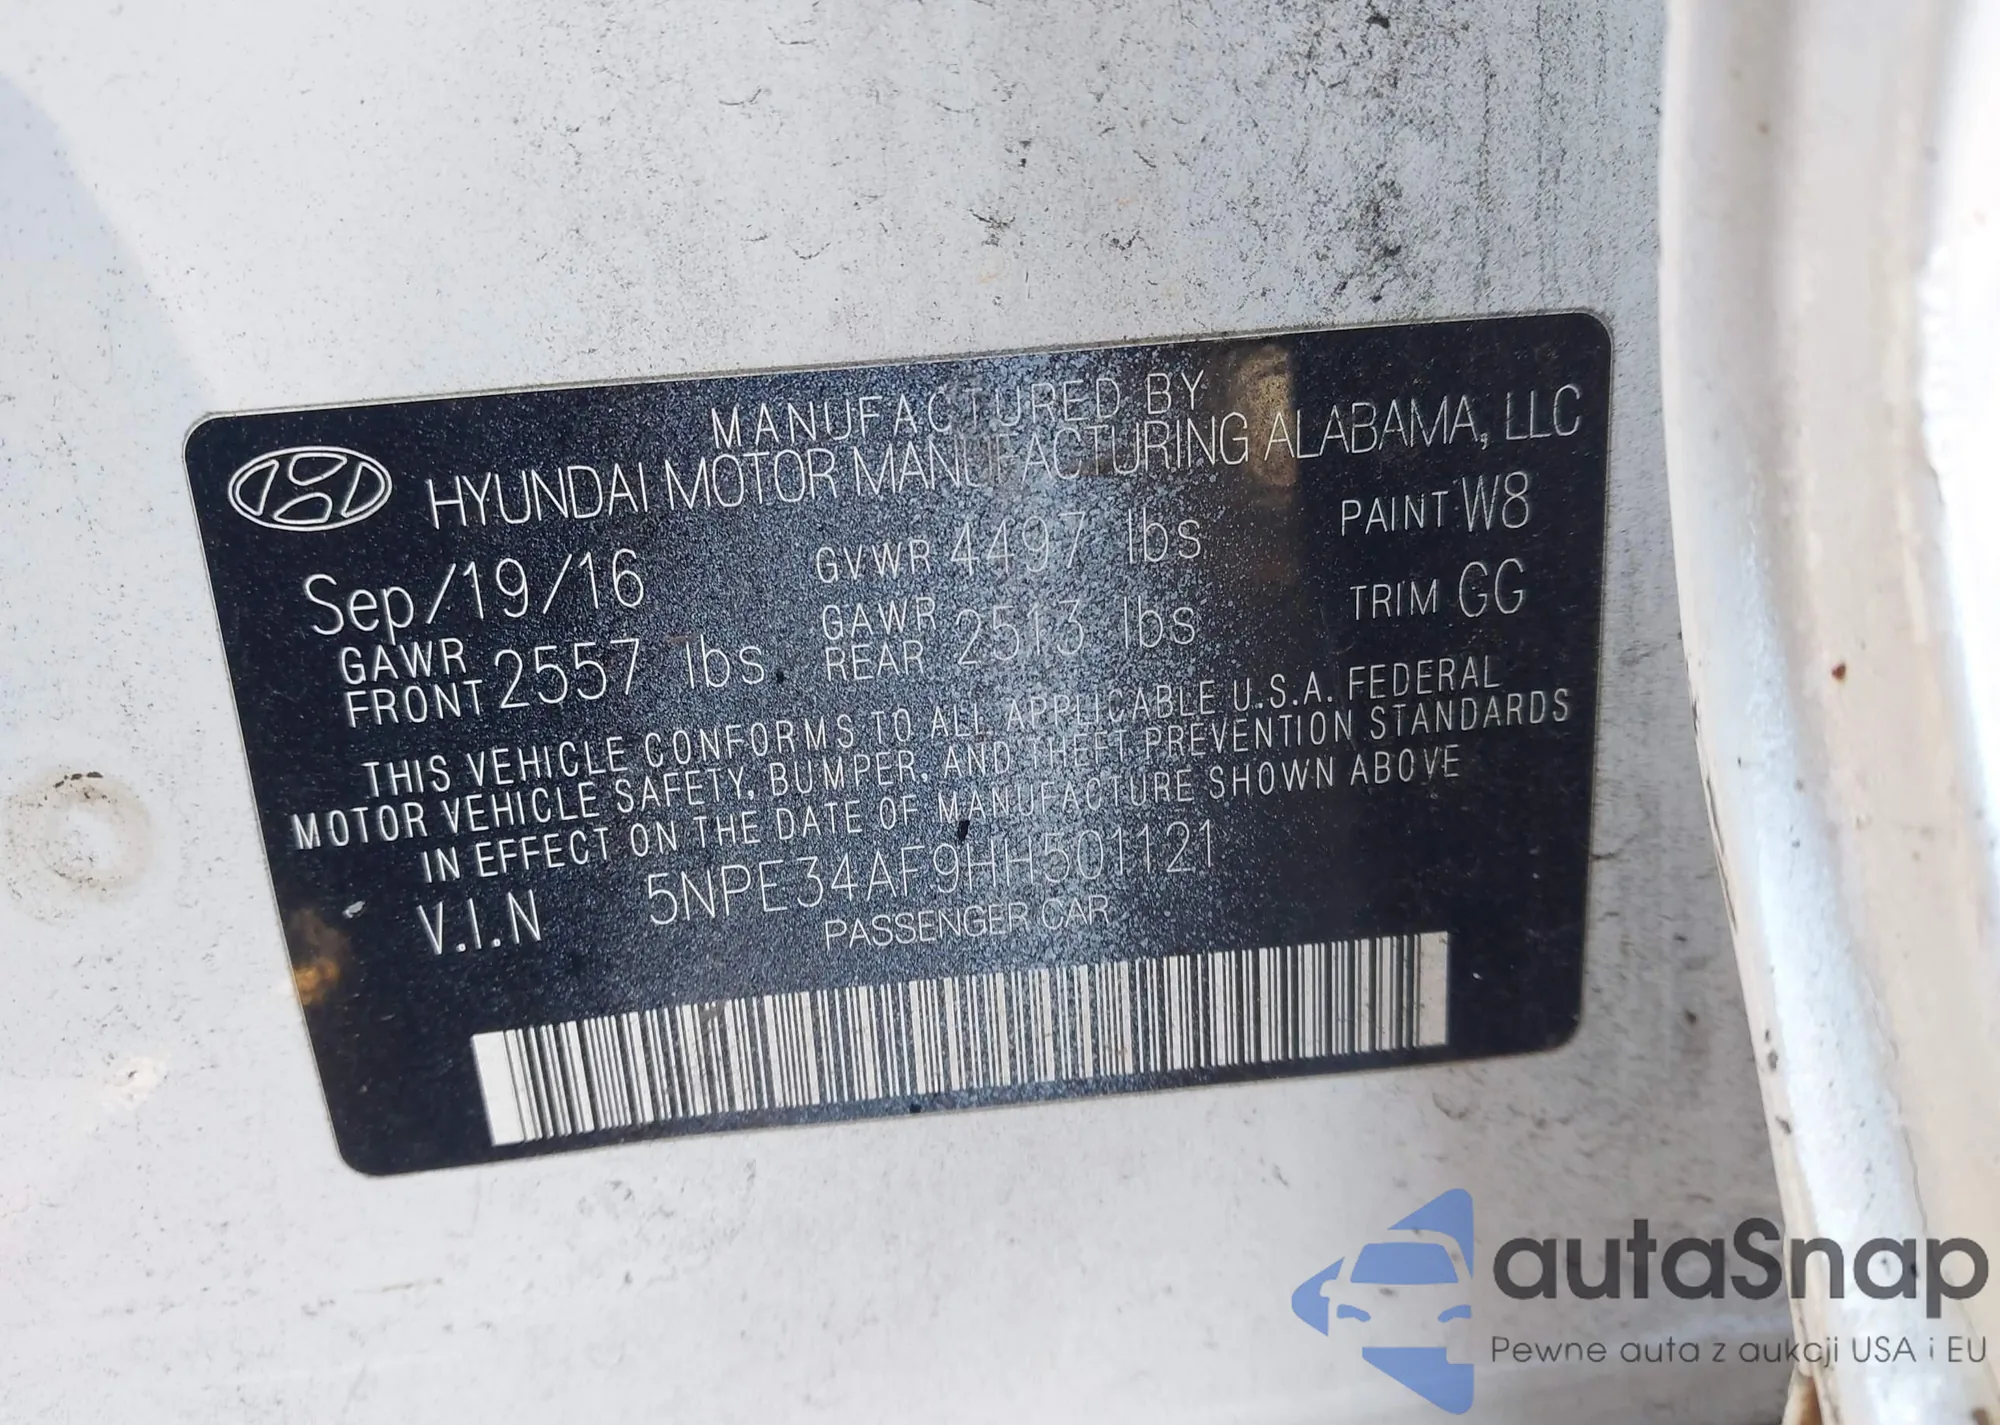 MANUFACTURED BY
HYUNDAI MOTOR MANUFACTURING ALABAMA, LLC
Sep/19/16 GVWR 4497 lbs PAINT W8
GAWR FRONT 2557 lbs GAWR REAR 2513 lbs TRIM GG
THIS VEHICLE CONFORMS TO ALL APPLICABLE U.S.A. FEDERAL
MOTOR VEHICLE SAFETY, BUMPER, AND THEFT PREVENTION STANDARDS
IN EFFECT ON THE DATE OF MANUFACTURE SHOWN ABOVE
V.I.N 5NPE34AF9HH501121
PASSENGER CAR
autaSnap
Pewne auta z aukcji USA i EU